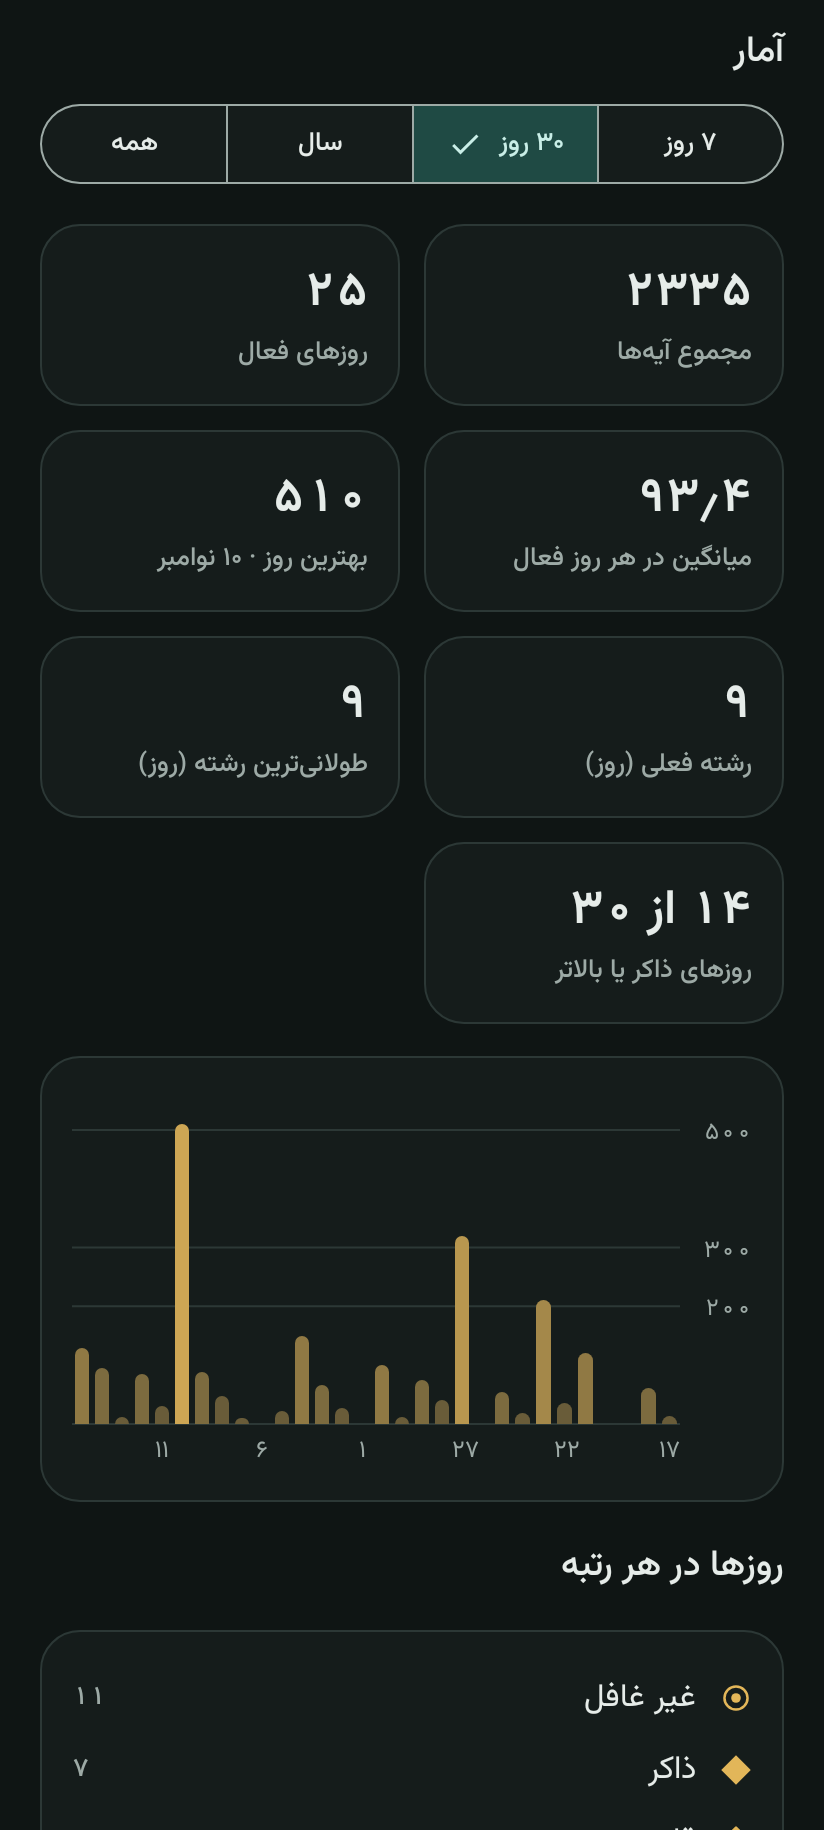 آمار
۷ روز
۳۰ روز
سال
همه
۲۳۳۵
مجموع آیه‌ها
۲۵
روزهای فعال
۹۳٫۴
میانگین در هر روز فعال
۵۱۰
بهترین روز · ۱۰ نوامبر
۹
رشته فعلی (روز)
۹
طولانی‌ترین رشته (روز)
۱۴ از ۳۰
روزهای ذاکر یا بالاتر
۵۰۰
۳۰۰
۲۰۰
۱۷
۲۲
۲۷
۱
۶
۱۱
روزها در هر رتبه
غیر غافل
۱۱
ذاکر
۷